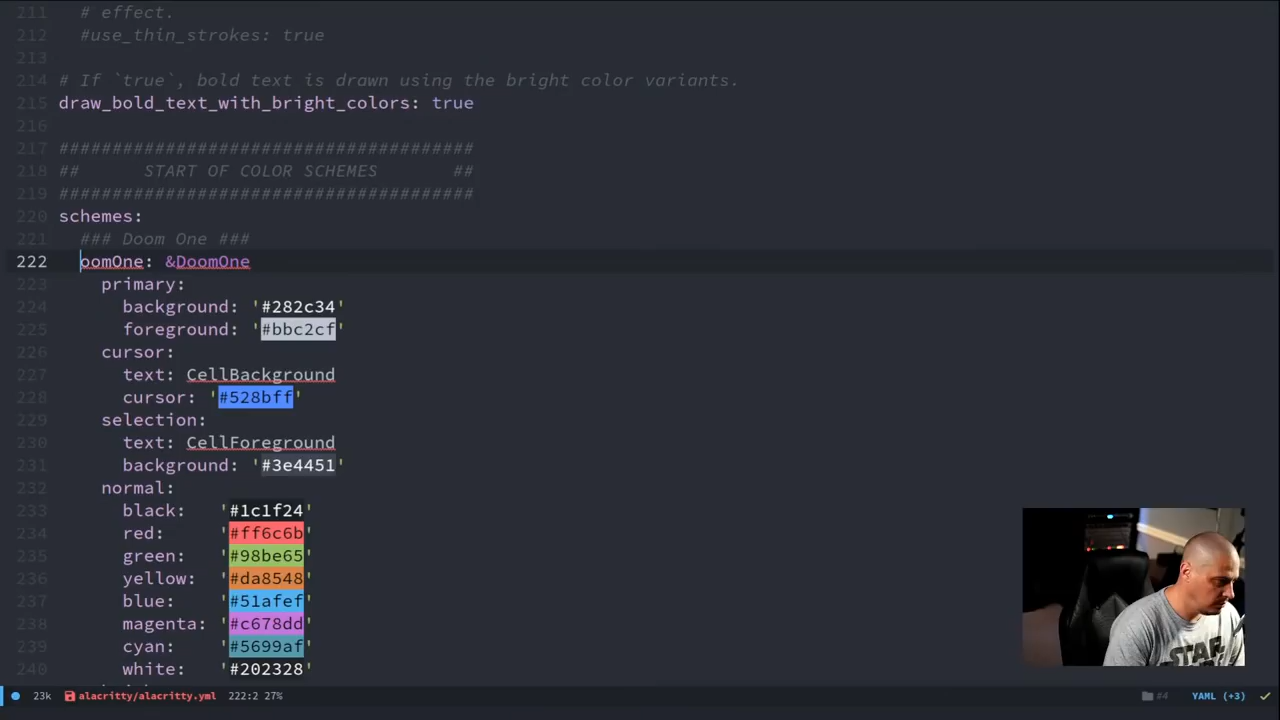 211     # effect.
212     #use_thin_strokes: true
213
214 # If `true`, bold text is drawn using the bright color variants.
215 draw_bold_text_with_bright_colors: true
216
217 #######################################
218 ##      START OF COLOR SCHEMES       ##
219 #######################################
220 schemes:
221   ### Doom One ###
222   oomOne: &DoomOne
223     primary:
224       background: '#282c34'
225       foreground: '#bbc2cf'
226     cursor:
227       text: CellBackground
228       cursor: '#528bff'
229     selection:
230       text: CellForeground
231       background: '#3e4451'
232     normal:
233       black:   '#1c1f24'
234       red:     '#ff6c6b'
235       green:   '#98be65'
236       yellow:  '#da8548'
237       blue:    '#51afef'
238       magenta: '#c678dd'
239       cyan:    '#5699af'
240       white:   '#202328'
23k alacritty/alacritty.yml 222:2 27% #4 YAML (+3)
STAR